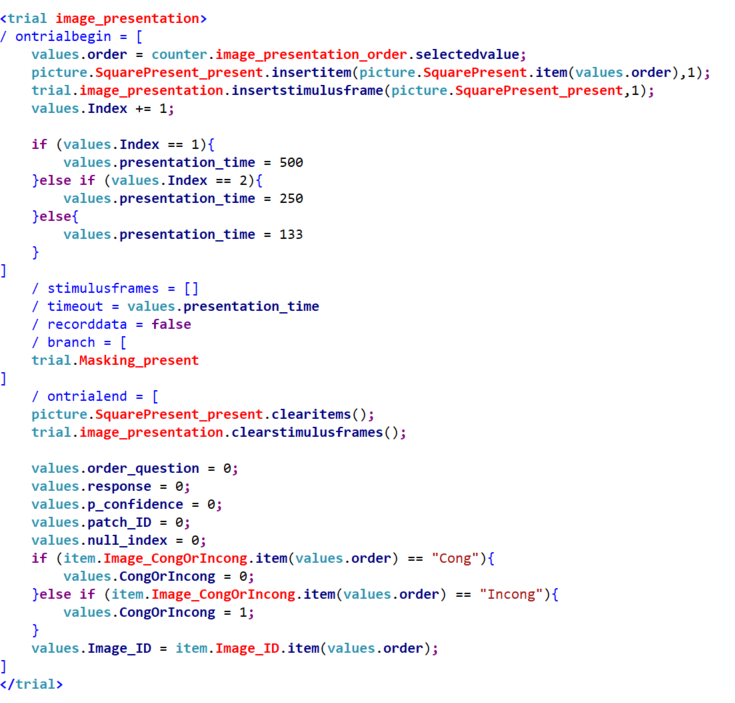 <trial image_presentation>
/ ontrialbegin = [
values.order = counter.image_presentation_order.selectedvalue;
picture.SquarePresent_present.insertitem(picture.SquarePresent.item(values.order),1);
trial.image_presentation.insertstimulusframe(picture.SquarePresent_present,1);
values.Index += 1;
if (values.Index == 1){
values.presentation_time = 500
}else if (values.Index == 2){
values.presentation_time = 250
}else{
values.presentation_time = 133
}
]
/ stimulusframes = []
/ timeout = values.presentation_time
/ recorddata = false
/ branch = [
trial.Masking_present
]
/ ontrialend = [
picture.SquarePresent_present.clearitems();
trial.image_presentation.clearstimulusframes();
values.order_question = 0;
values.response = 0;
values.p_confidence = 0;
values.patch_ID = 0;
values.null_index = 0;
if (item.Image_CongOrIncong.item(values.order) == "Cong"){
values.CongOrIncong = 0;
}else if (item.Image_CongOrIncong.item(values.order) == "Incong"){
values.CongOrIncong = 1;
}
values.Image_ID = item.Image_ID.item(values.order);
]
</trial>